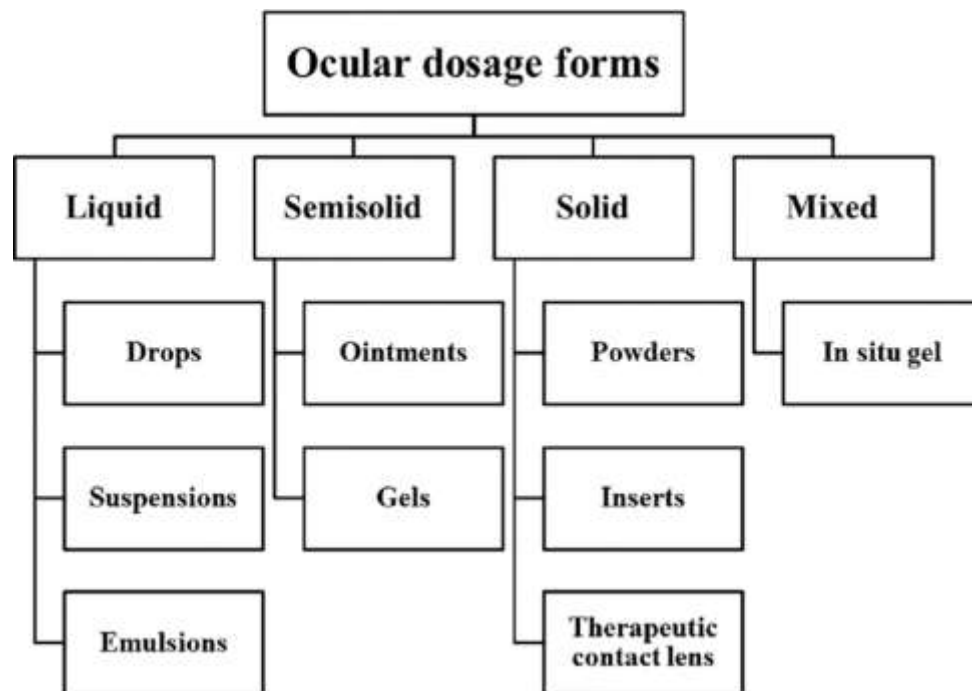 Ocular dosage forms
Liquid
Semisolid
Solid
Mixed
Drops
Ointments
Powders
In situ gel
Suspensions
Gels
Inserts
Emulsions
Therapeutic
contact lens